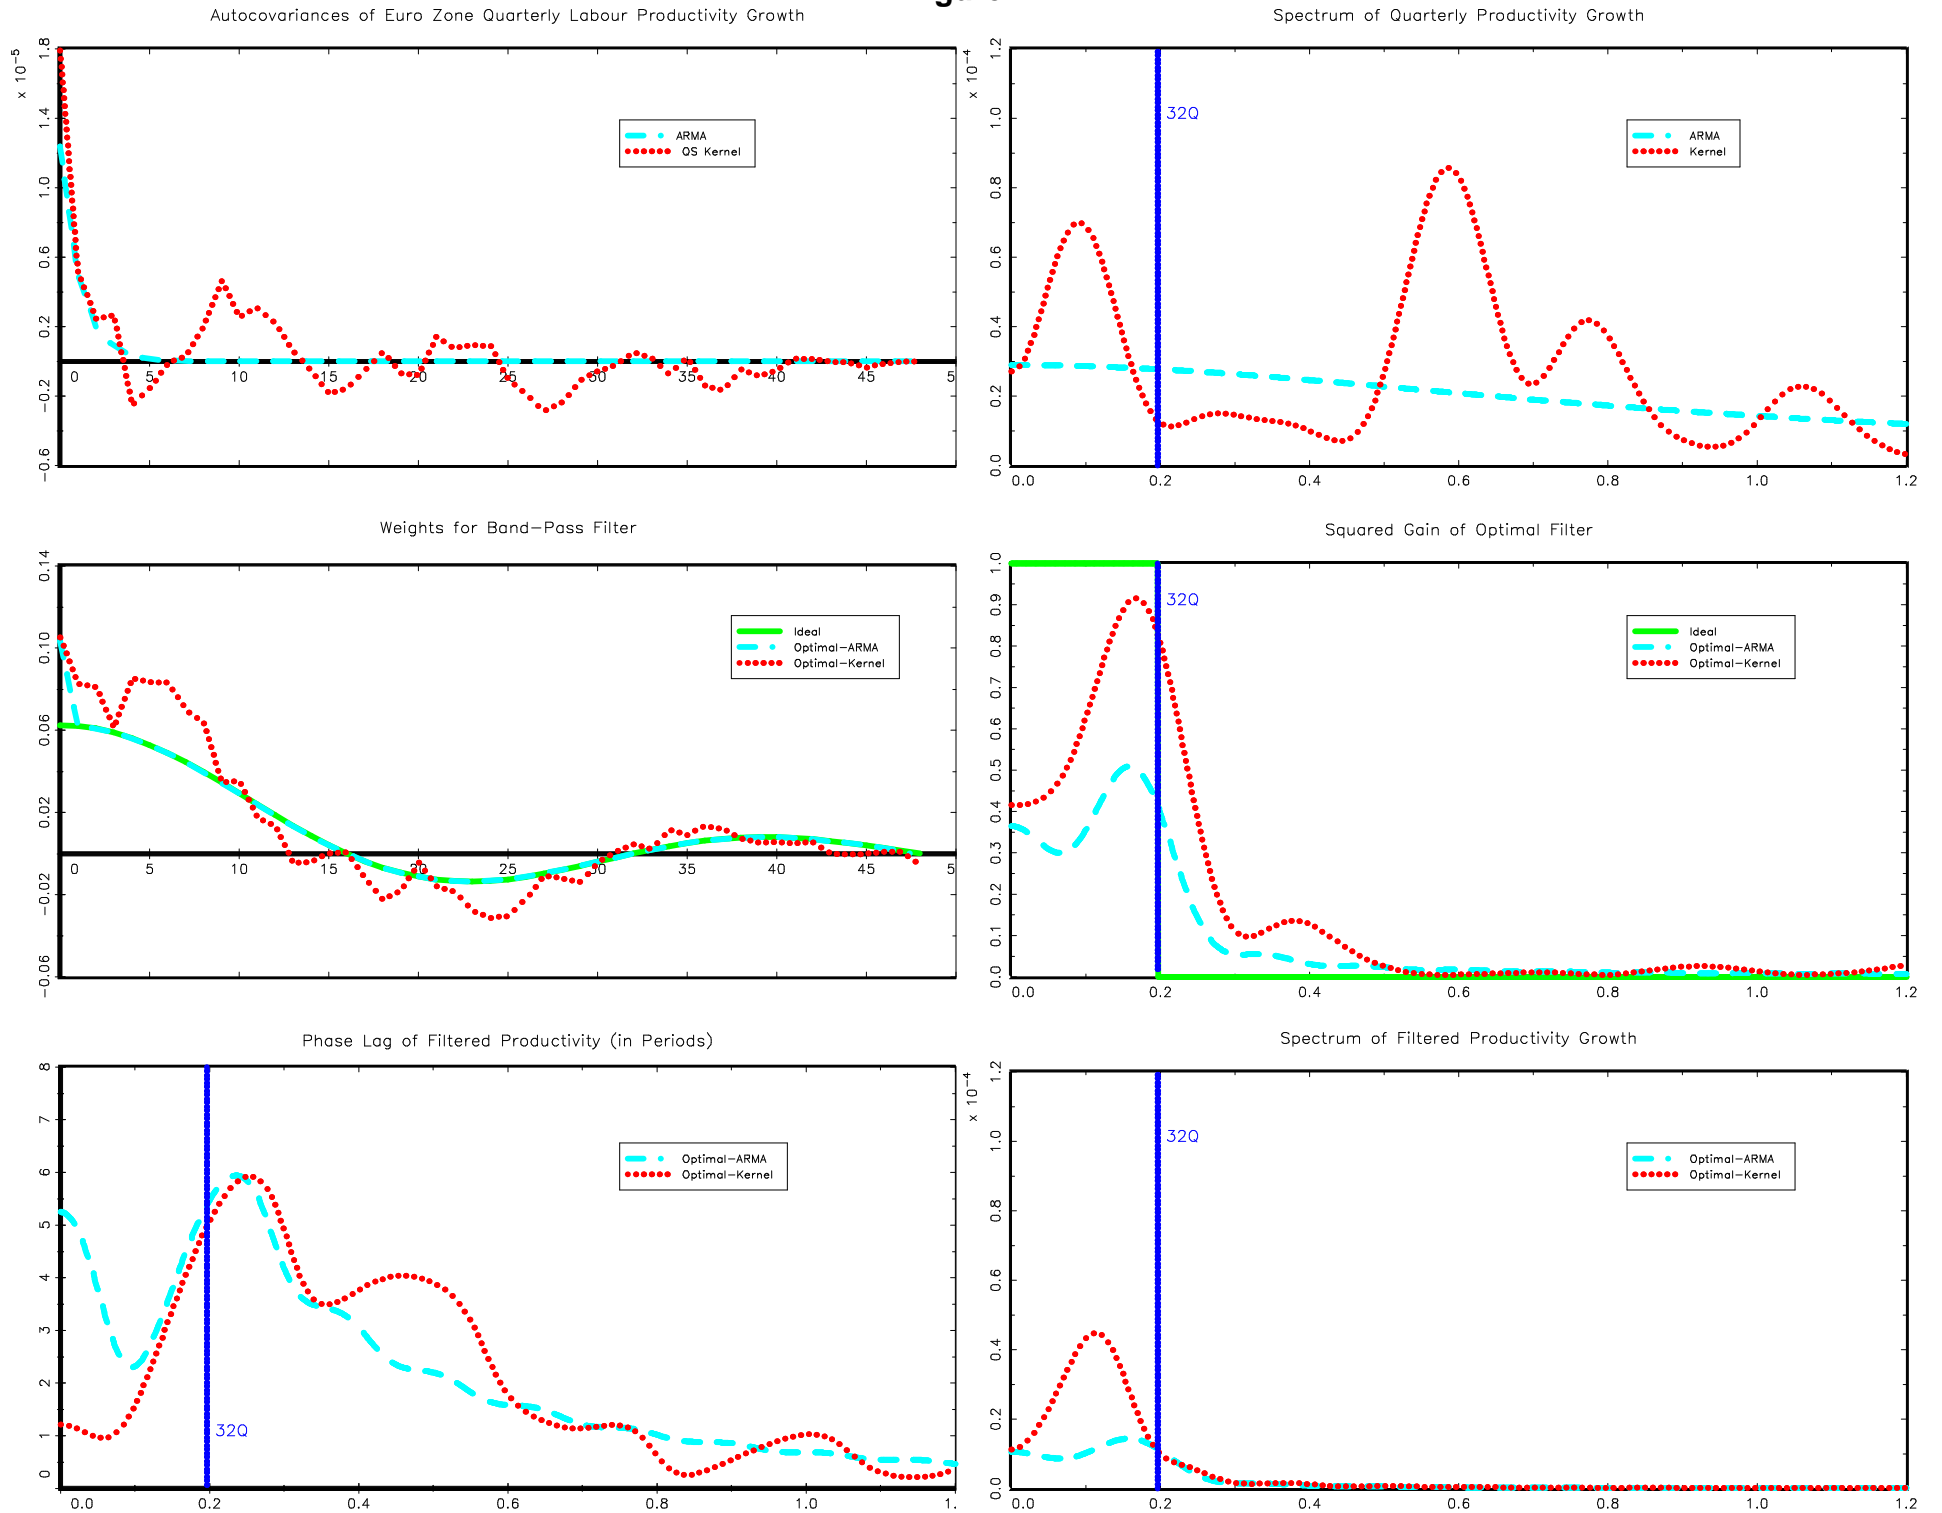 Autocovariances of Euro Zone Quarterly Labour Productivity Growth
x 10⁻⁵
1.8
1.4
1.0
0.6
0.2
−0.2
−0.6
ARMA
QS Kernel
0 5 10 15 20 25 30 35 40 45 5
Spectrum of Quarterly Productivity Growth
x 10⁻⁴
1.2
1.0
0.8
0.6
0.4
0.2
0.0
32Q
ARMA
Kernel
0.0 0.2 0.4 0.6 0.8 1.0 1.2
Weights for Band−Pass Filter
0.14
0.10
0.06
0.02
−0.02
−0.06
Ideal
Optimal−ARMA
Optimal−Kernel
0 5 10 15 20 25 30 35 40 45 5
Squared Gain of Optimal Filter
1.0
0.9
0.8
0.7
0.6
0.5
0.4
0.3
0.2
0.1
0.0
32Q
Ideal
Optimal−ARMA
Optimal−Kernel
0.0 0.2 0.4 0.6 0.8 1.0 1.2
Phase Lag of Filtered Productivity (in Periods)
8
7
6
5
4
3
2
1
0
Optimal−ARMA
Optimal−Kernel
32Q
0.0 0.2 0.4 0.6 0.8 1.0 1.
Spectrum of Filtered Productivity Growth
x 10⁻⁴
1.2
1.0
0.8
0.6
0.4
0.2
0.0
32Q
Optimal−ARMA
Optimal−Kernel
0.0 0.2 0.4 0.6 0.8 1.0 1.2